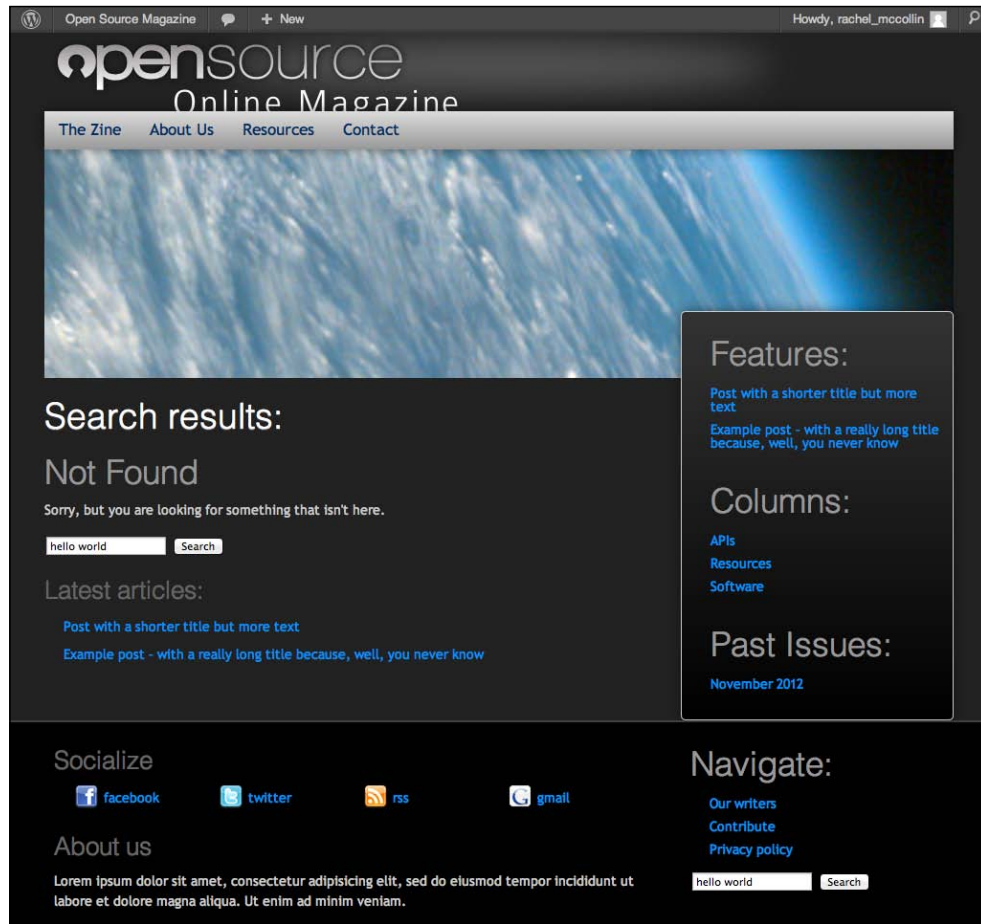 Open Source Magazine + New Howdy, rachel_mccollin
opensource
Online Magazine
The Zine About Us Resources Contact
Search results:
Not Found
Sorry, but you are looking for something that isn't here.
hello world Search
Latest articles:
Post with a shorter title but more text
Example post - with a really long title because, well, you never know
Features:
Post with a shorter title but more
text
Example post - with a really long title
because, well, you never know
Columns:
APIs
Resources
Software
Past Issues:
November 2012
Socialize
facebook twitter rss gmail
About us
Lorem ipsum dolor sit amet, consectetur adipisicing elit, sed do eiusmod tempor incididunt ut
labore et dolore magna aliqua. Ut enim ad minim veniam.
Navigate:
Our writers
Contribute
Privacy policy
hello world Search